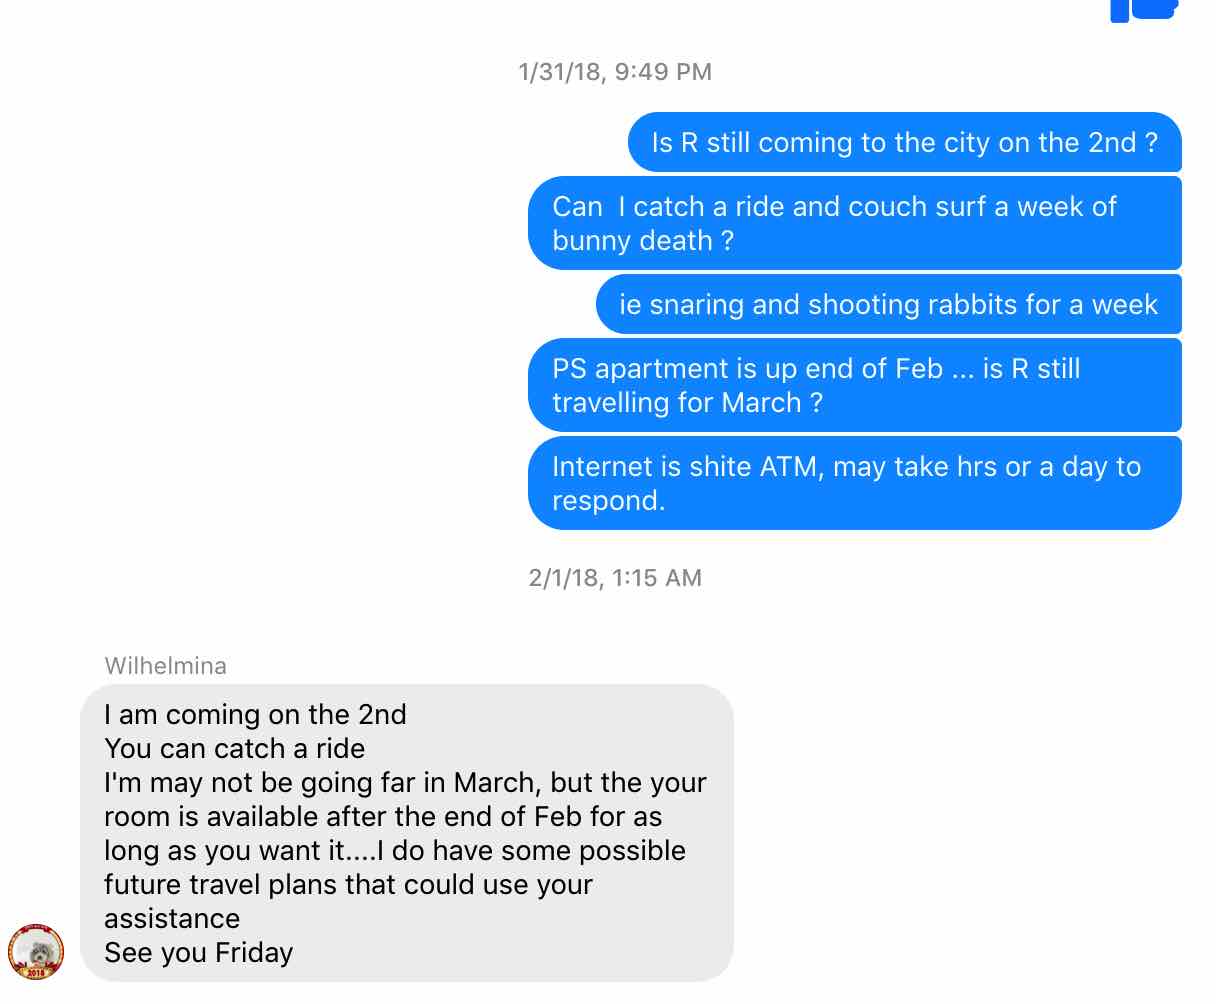 1/31/18, 9:49 PM
Is R still coming to the city on the 2nd ?
Can  I catch a ride and couch surf a week of
bunny death ?
ie snaring and shooting rabbits for a week
PS apartment is up end of Feb ... is R still
travelling for March ?
Internet is shite ATM, may take hrs or a day to
respond.
2/1/18, 1:15 AM
Wilhelmina
I am coming on the 2nd
You can catch a ride
I'm may not be going far in March, but the your
room is available after the end of Feb for as
long as you want it....I do have some possible
future travel plans that could use your
assistance
See you Friday
2018